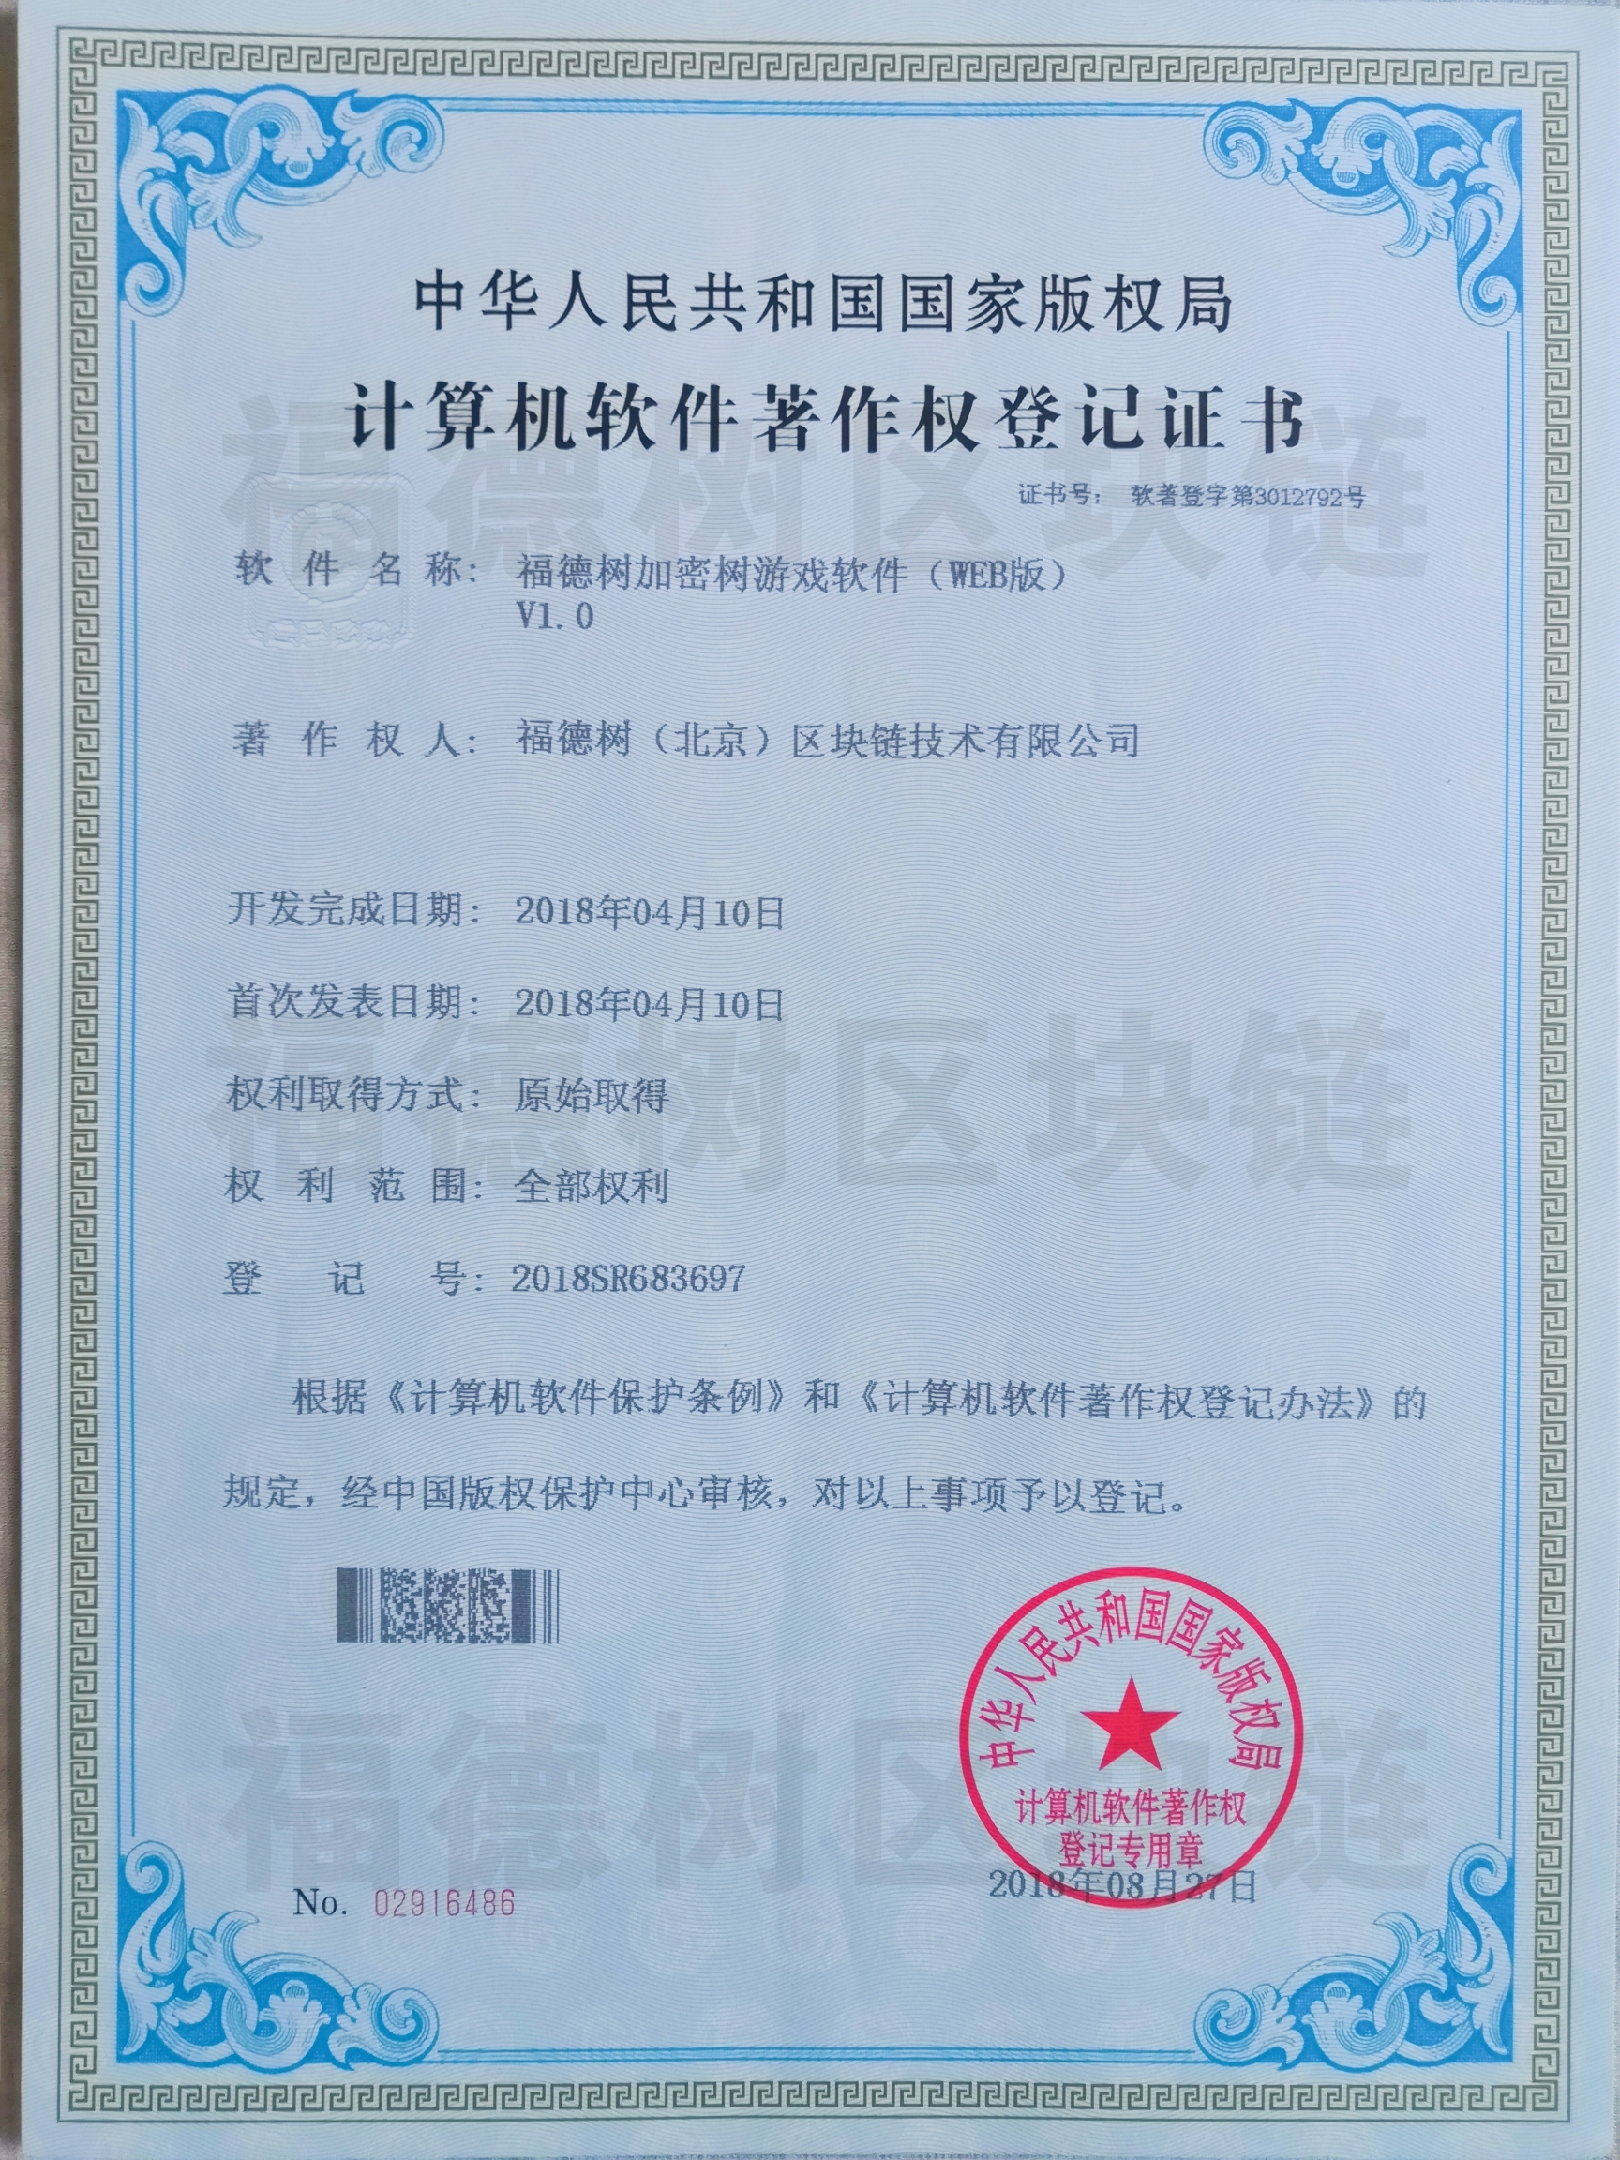 中华人民共和国国家版权局
计算机软件著作权登记证书
证书号： 软著登字第3012792号
软件名称： 福德树加密树游戏软件（WEB版）
V1.0
著作权人： 福德树（北京）区块链技术有限公司
开发完成日期： 2018年04月10日
首次发表日期： 2018年04月10日
权利取得方式： 原始取得
权利范围： 全部权利
登记号： 2018SR683697
根据《计算机软件保护条例》和《计算机软件著作权登记办法》的
规定，经中国版权保护中心审核，对以上事项予以登记。
中华人民共和国国家版权局
计算机软件著作权
登记专用章
2018年08月27日
No. 02916486
福德树区块链
福德树区块链
福德树区块链
CPCC